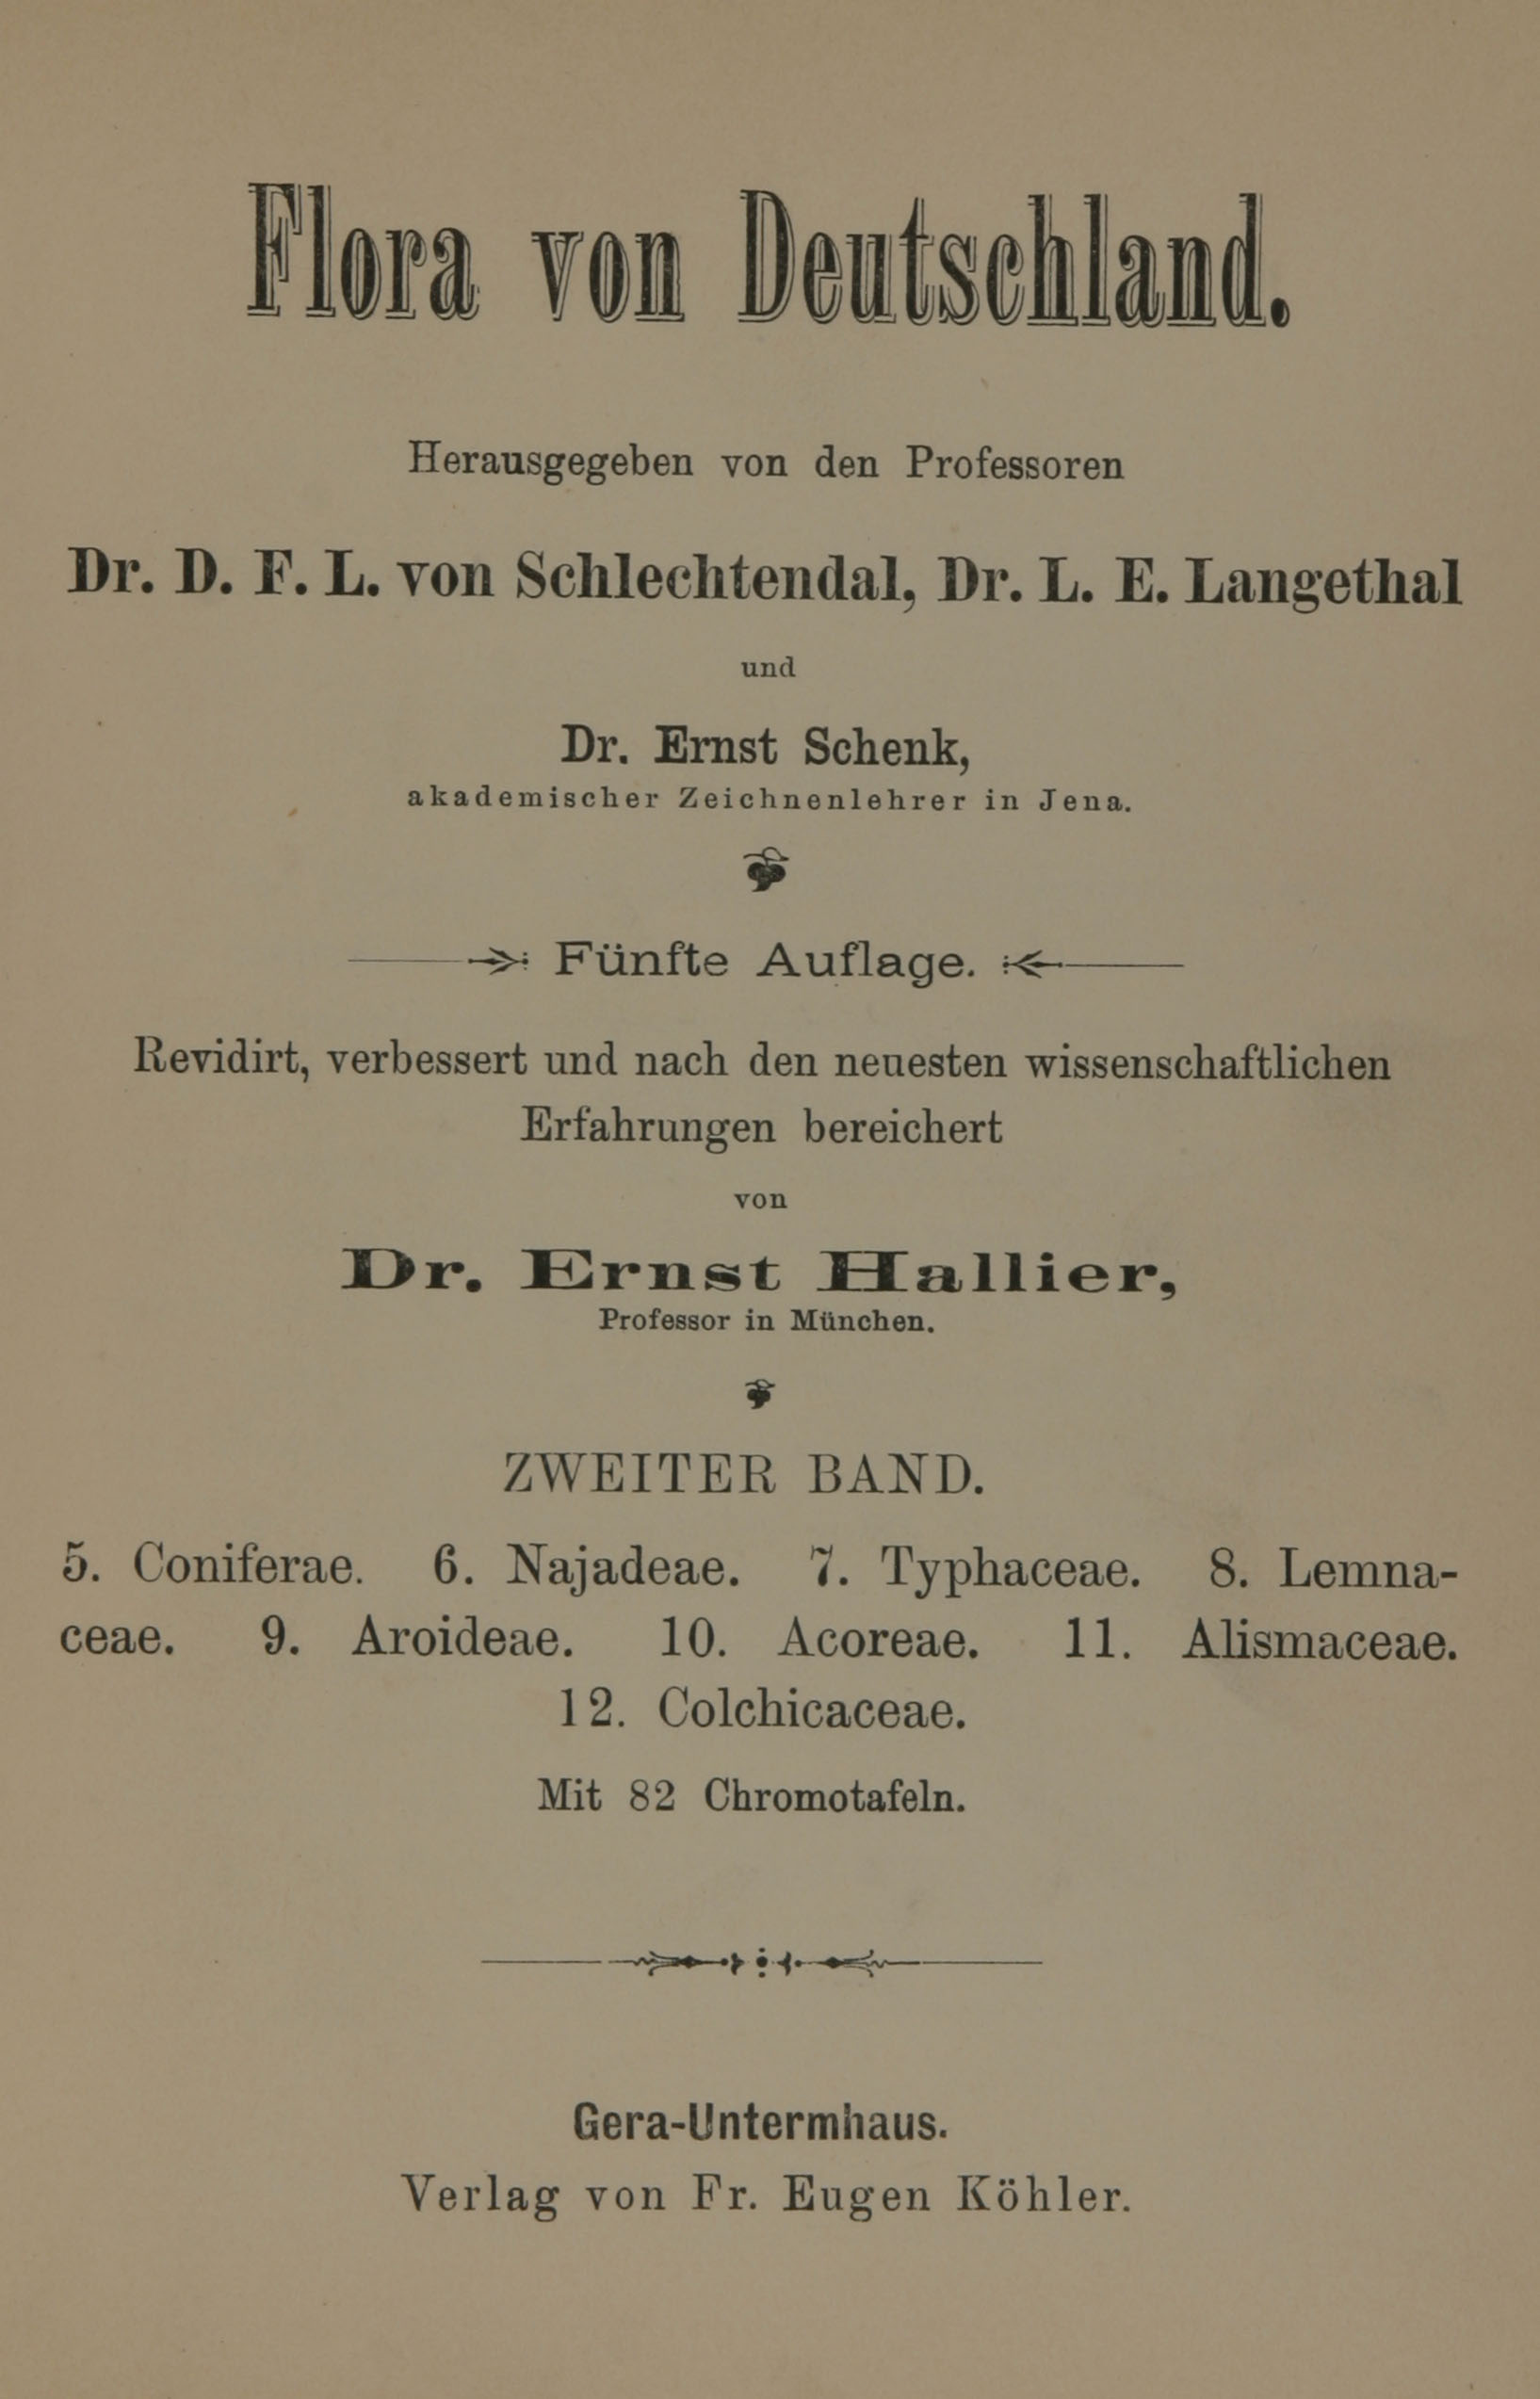 Flora von Deutschland.
Herausgegeben von den Professoren
Dr. D. F. L. von Schlechtendal, Dr. L. E. Langethal
und
Dr. Ernst Schenk,
akademischer Zeichnenlehrer in Jena.
Fünfte Auflage.
Revidirt, verbessert und nach den neuesten wissenschaftlichen
Erfahrungen bereichert
von
Dr. Ernst Hallier,
Professor in München.
ZWEITER BAND.
5. Coniferae. 6. Najadeae. 7. Typhaceae. 8. Lemna-
ceae. 9. Aroideae. 10. Acoreae. 11. Alismaceae.
12. Colchicaceae.
Mit 82 Chromotafeln.
Gera-Untermhaus.
Verlag von Fr. Eugen Köhler.